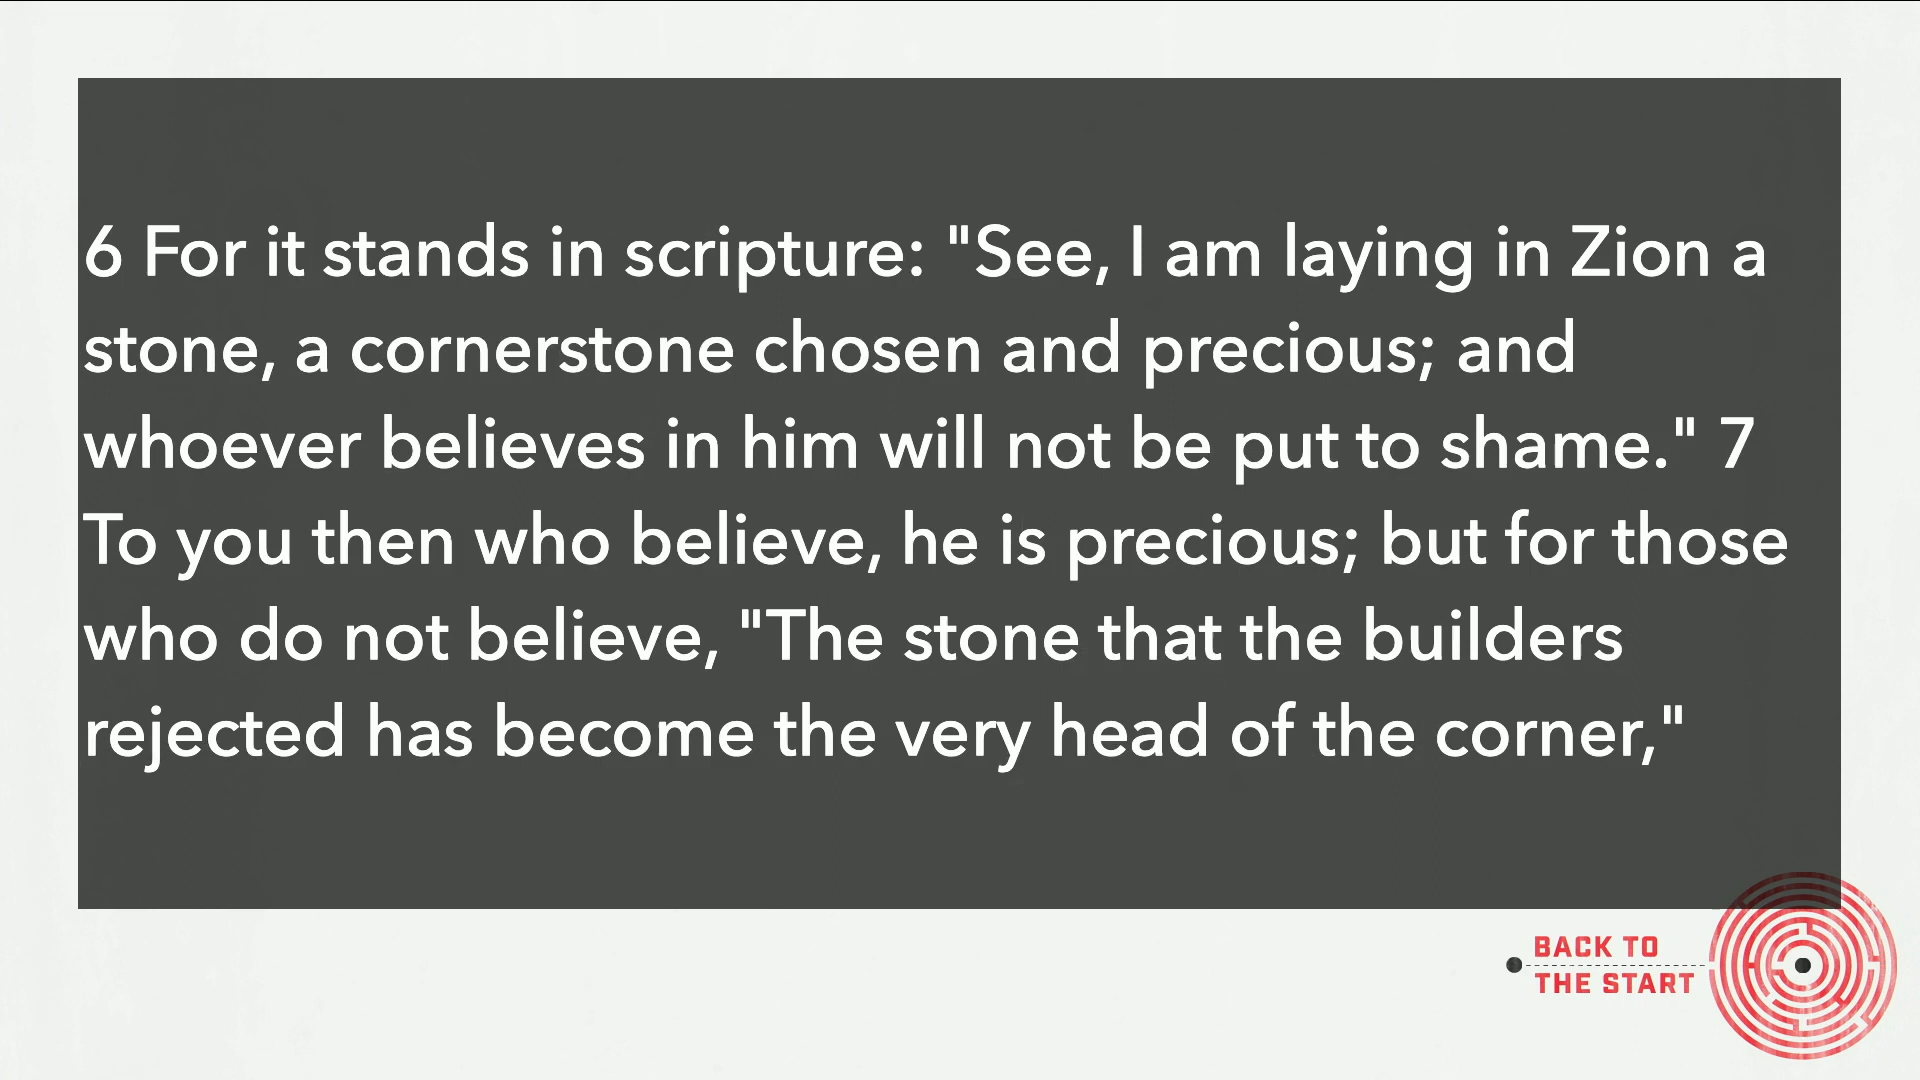 6 For it stands in scripture: "See, I am laying in Zion a
stone, a cornerstone chosen and precious; and
whoever believes in him will not be put to shame." 7
To you then who believe, he is precious; but for those
who do not believe, "The stone that the builders
rejected has become the very head of the corner,"
BACK TO
THE START